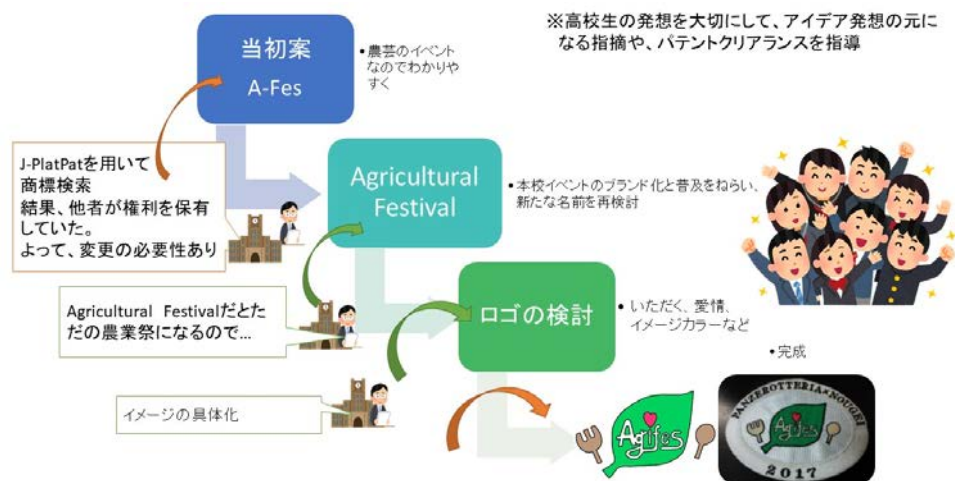 ※高校生の発想を大切にして、アイデア発想の元に
なる指摘や、パテントクリアランスを指導
当初案
A-Fes
•農芸のイベント
なのでわかりや
すく
J-PlatPatを用いて
商標検索
結果、他者が権利を保有
していた。
よって、変更の必要性あり
Agricultural
Festival
•本校イベントのブランド化と普及をねらい、
新たな名前を再検討
Agricultural Festivalだとた
だの農業祭になるので…
ロゴの検討
•いただく、愛情、
イメージカラーなど
イメージの具体化
•完成
Agifes
PANZEROTTERIA&NOUGEI
Agifes
2017